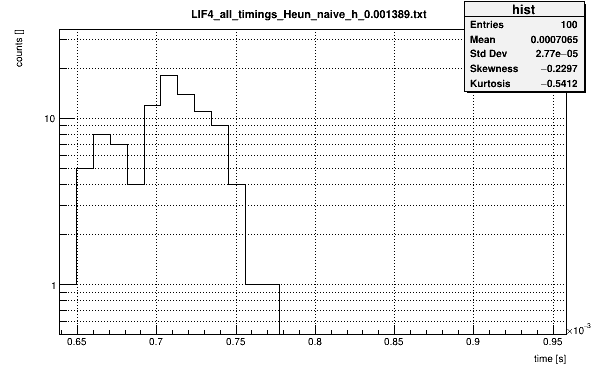 LIF4_all_timings_Heun_naive_h_0.001389.txt
hist
Entries 100
Mean 0.0007065
Std Dev 2.77e−05
Skewness −0.2297
Kurtosis −0.5412
counts []
10
1
0.65 0.7 0.75 0.8 0.85 0.9 0.95
×10−3
time [s]